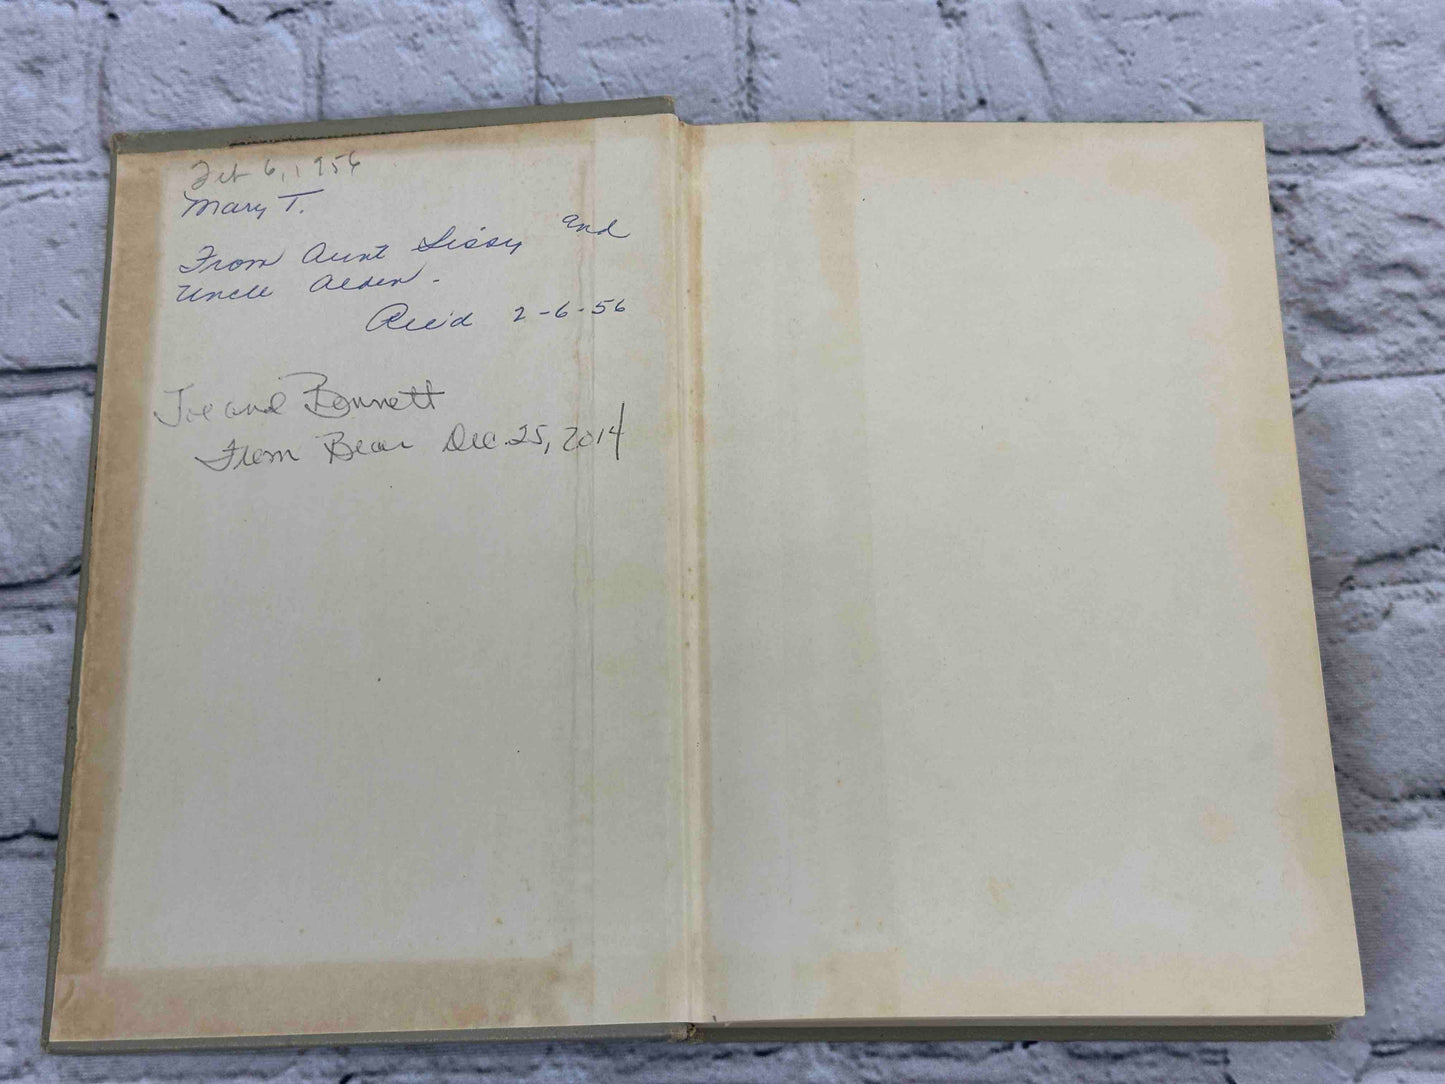 Feb 6, 1956
Mary T.
From Aunt Sissy and
Uncle Alden.
Rec'd 2-6-56
Joe and Bennett
From Bear Dec. 25, 2014